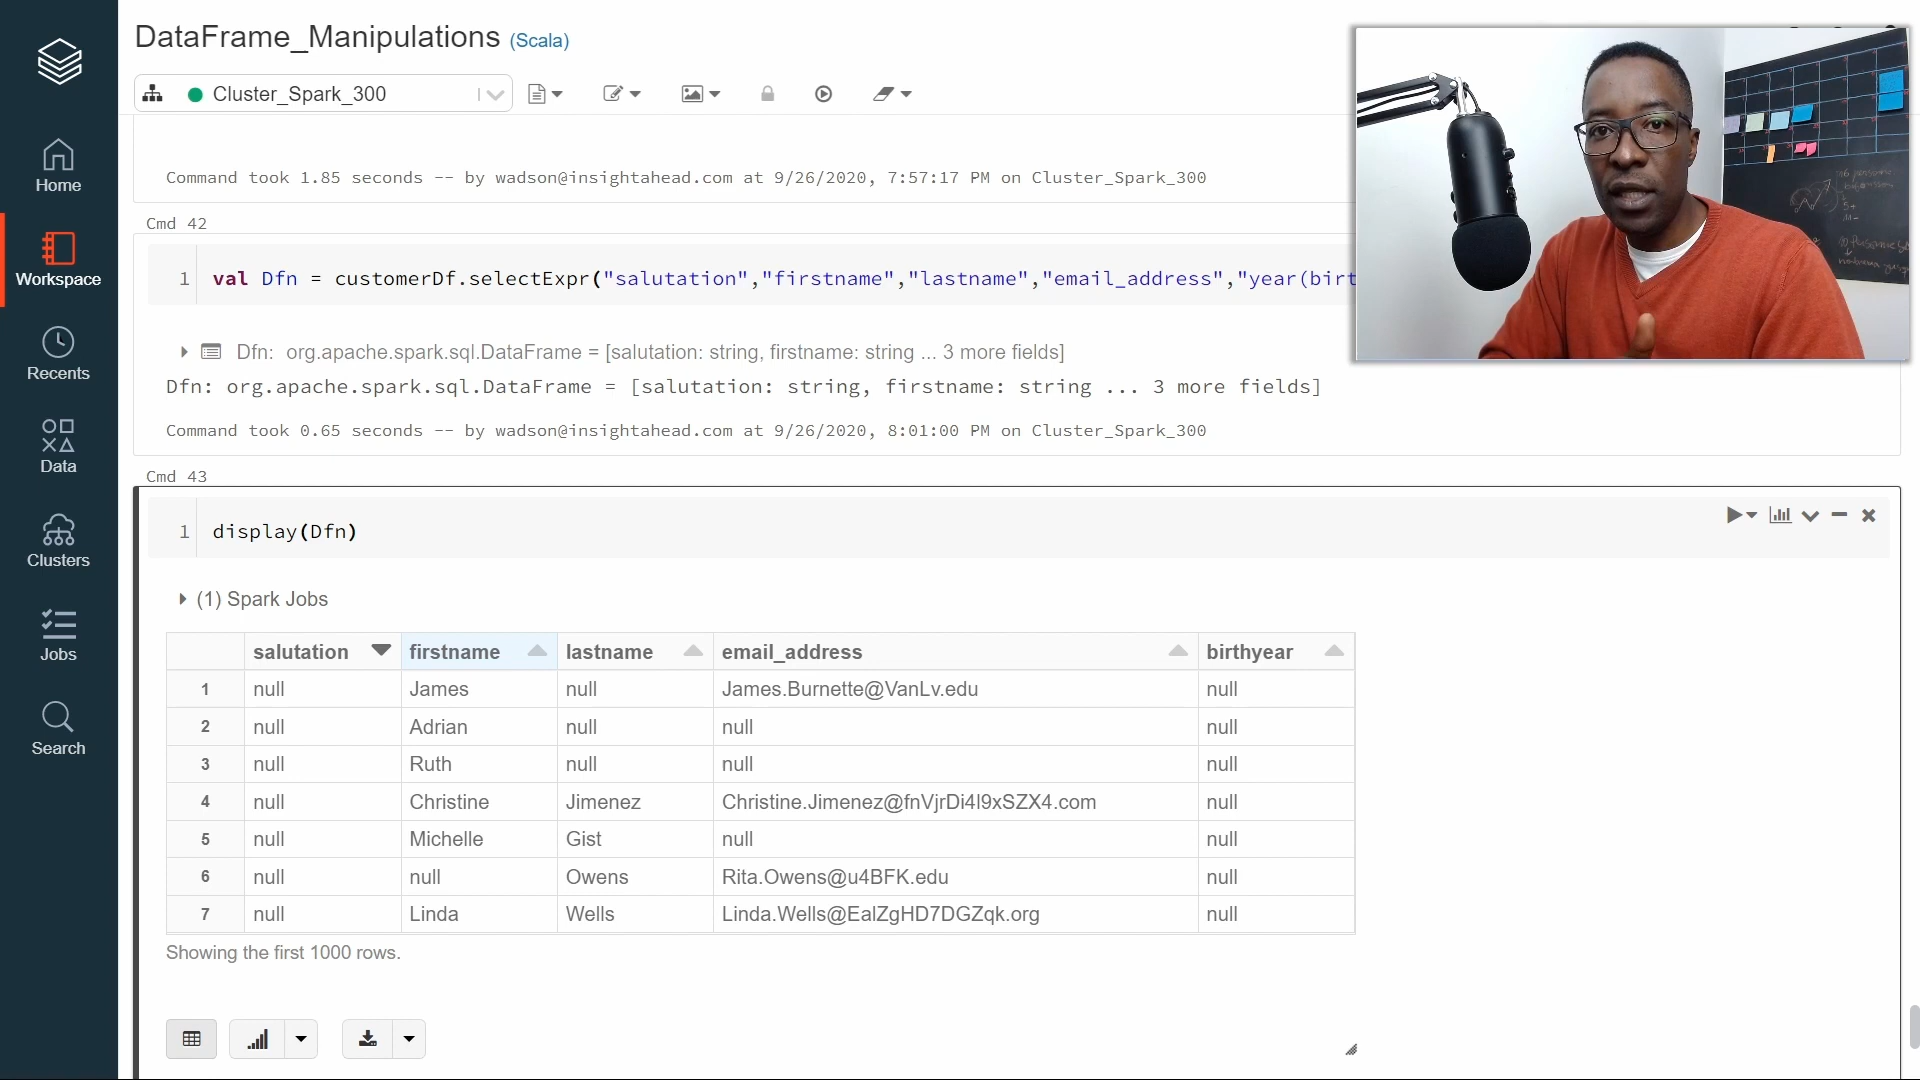 DataFrame_Manipulations (Scala)
Cluster_Spark_300
Home
Workspace
Recents
Data
Clusters
Jobs
Search
Command took 1.85 seconds -- by wadson@insightahead.com at 9/26/2020, 7:57:17 PM on Cluster_Spark_300
Cmd 42
1 val Dfn = customerDf.selectExpr("salutation","firstname","lastname","email_address","year(birt
Dfn: org.apache.spark.sql.DataFrame = [salutation: string, firstname: string ... 3 more fields]
Dfn: org.apache.spark.sql.DataFrame = [salutation: string, firstname: string ... 3 more fields]
Command took 0.65 seconds -- by wadson@insightahead.com at 9/26/2020, 8:01:00 PM on Cluster_Spark_300
Cmd 43
1 display(Dfn)
(1) Spark Jobs
salutation firstname lastname email_address birthyear
1 null James null James.Burnette@VanLv.edu null
2 null Adrian null null null
3 null Ruth null null null
4 null Christine Jimenez Christine.Jimenez@fnVjrDi4l9xSZX4.com null
5 null Michelle Gist null null
6 null null Owens Rita.Owens@u4BFK.edu null
7 null Linda Wells Linda.Wells@EalZgHD7DGZqk.org null
Showing the first 1000 rows.